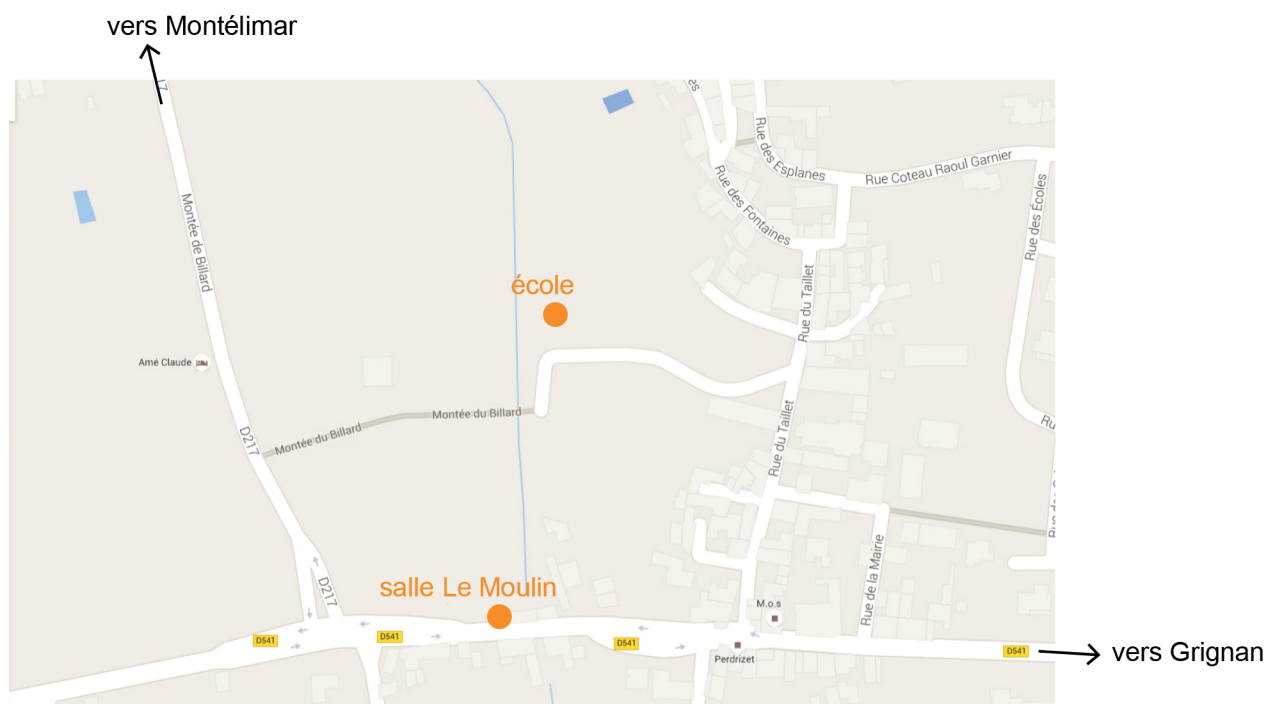 vers Montélimar
Rue des Esplanes
Rue Coteau Raoul Garnier
Rue des Fontaines
Rue des Écoles
Montée de Billard
Rue du Taillet
école
Amé Claude
Montée du Billard
Montée du Billard
D217
Rue du Taillet
Rue de la Mairie
D217
salle Le Moulin
M.o.s
D541
D541
D541
Perdrizet
D541
vers Grignan